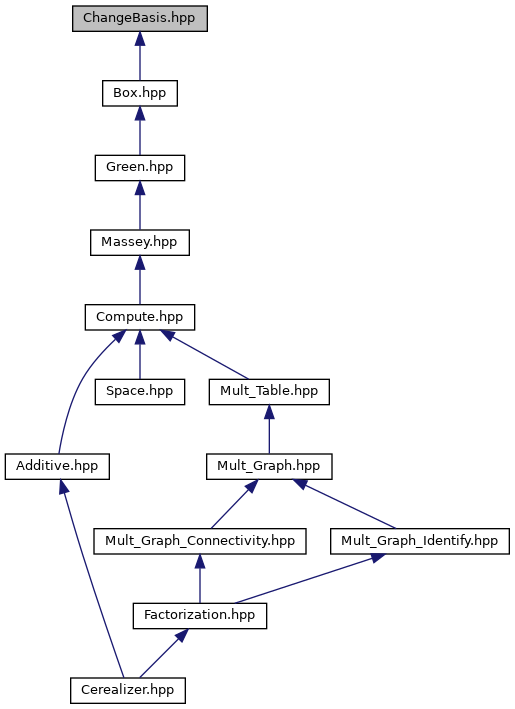 ChangeBasis.hpp
Box.hpp
Green.hpp
Massey.hpp
Compute.hpp
Space.hpp
Mult_Table.hpp
Additive.hpp
Mult_Graph.hpp
Mult_Graph_Connectivity.hpp
Mult_Graph_Identify.hpp
Factorization.hpp
Cerealizer.hpp